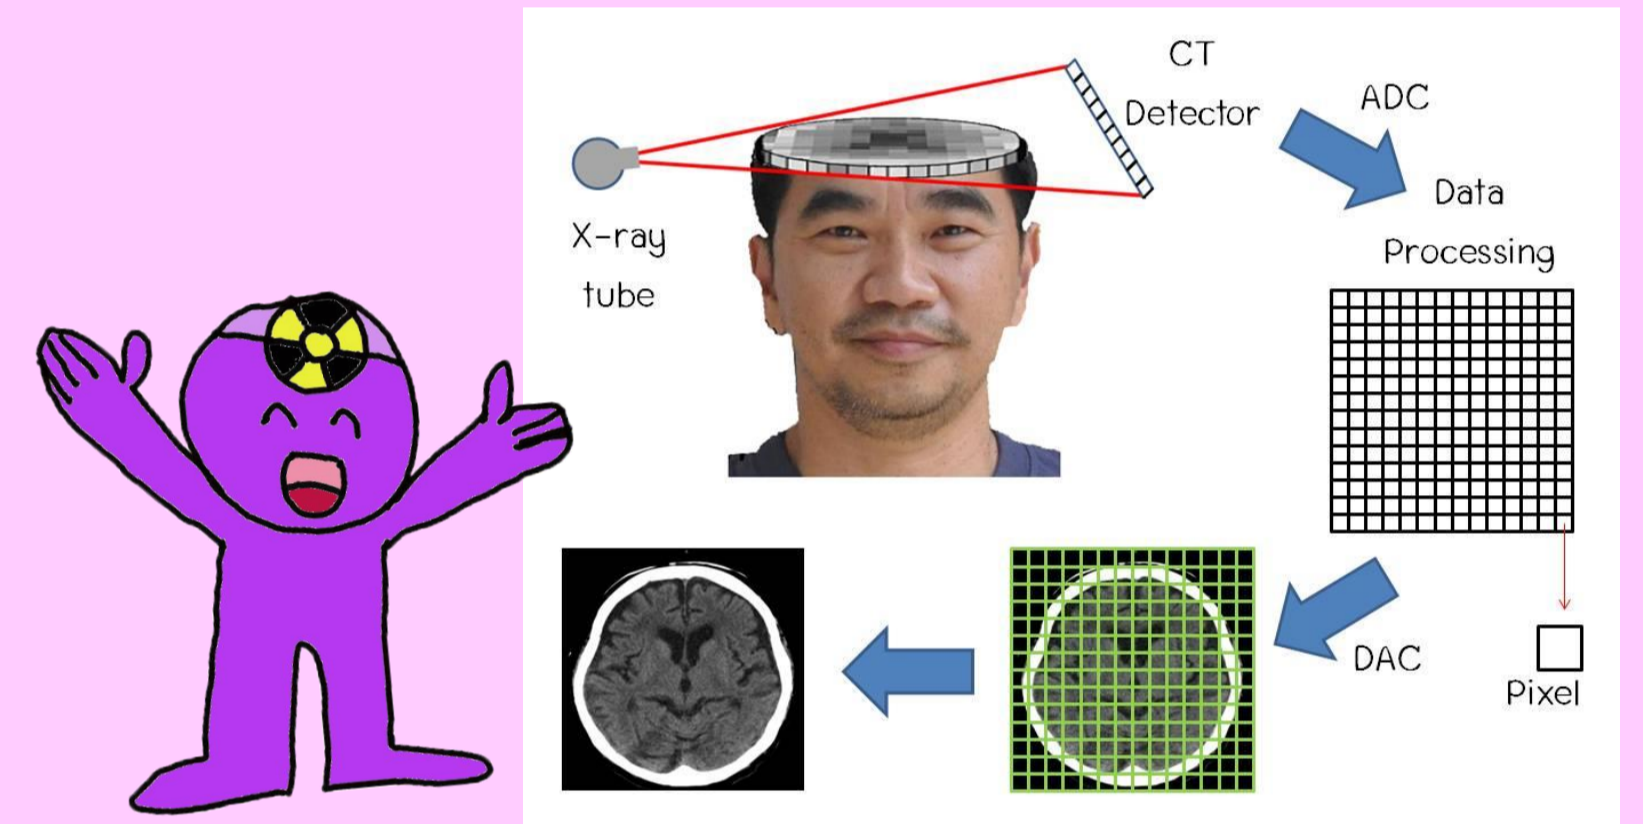 CT
Detector
ADC
X-ray
tube
Data
Processing
DAC
Pixel